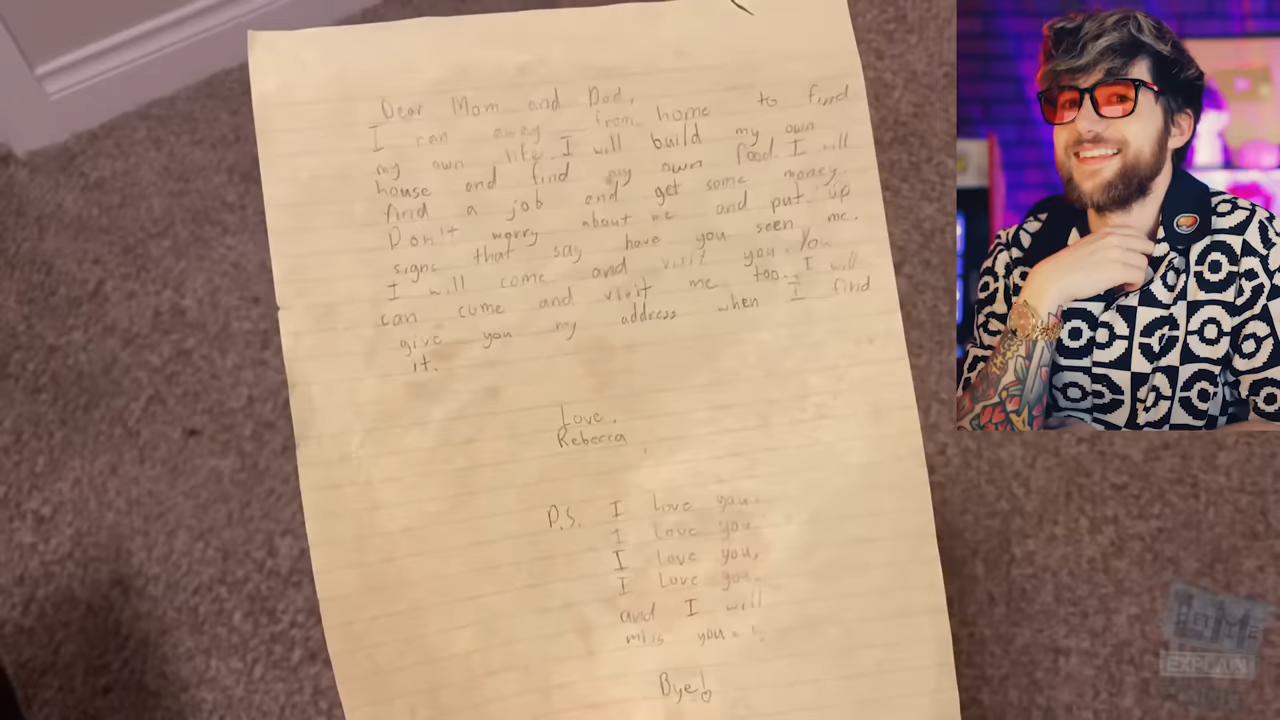 Dear Mom and Dad,
I ran away from home to find
my own life. I will build my own
house and find my own food. I will
find a job and get some money.
Don't worry about me and put up
signs that say have you seen me.
I will come and visit you. You
can come and visit me too. I will
give you my address when I find
it.
Love,
Rebecca
P.S. I love you.
I love you
I love you,
I love you.
and I will
miss you.
Bye!
LET ME
EXPLAIN